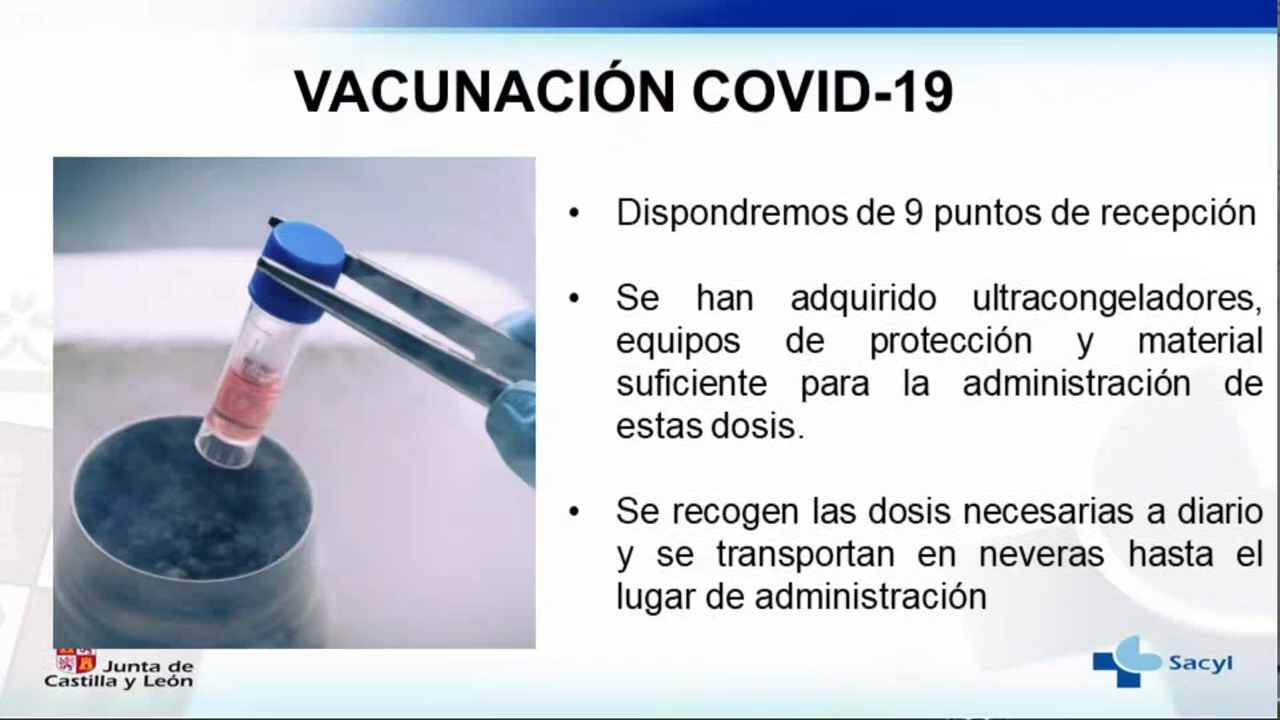 VACUNACIÓN COVID-19
• Dispondremos de 9 puntos de recepción
• Se han adquirido ultracongeladores,
equipos de protección y material
suficiente para la administración de
estas dosis.
• Se recogen las dosis necesarias a diario
y se transportan en neveras hasta el
lugar de administración
Junta de
Castilla y León
Sacyl